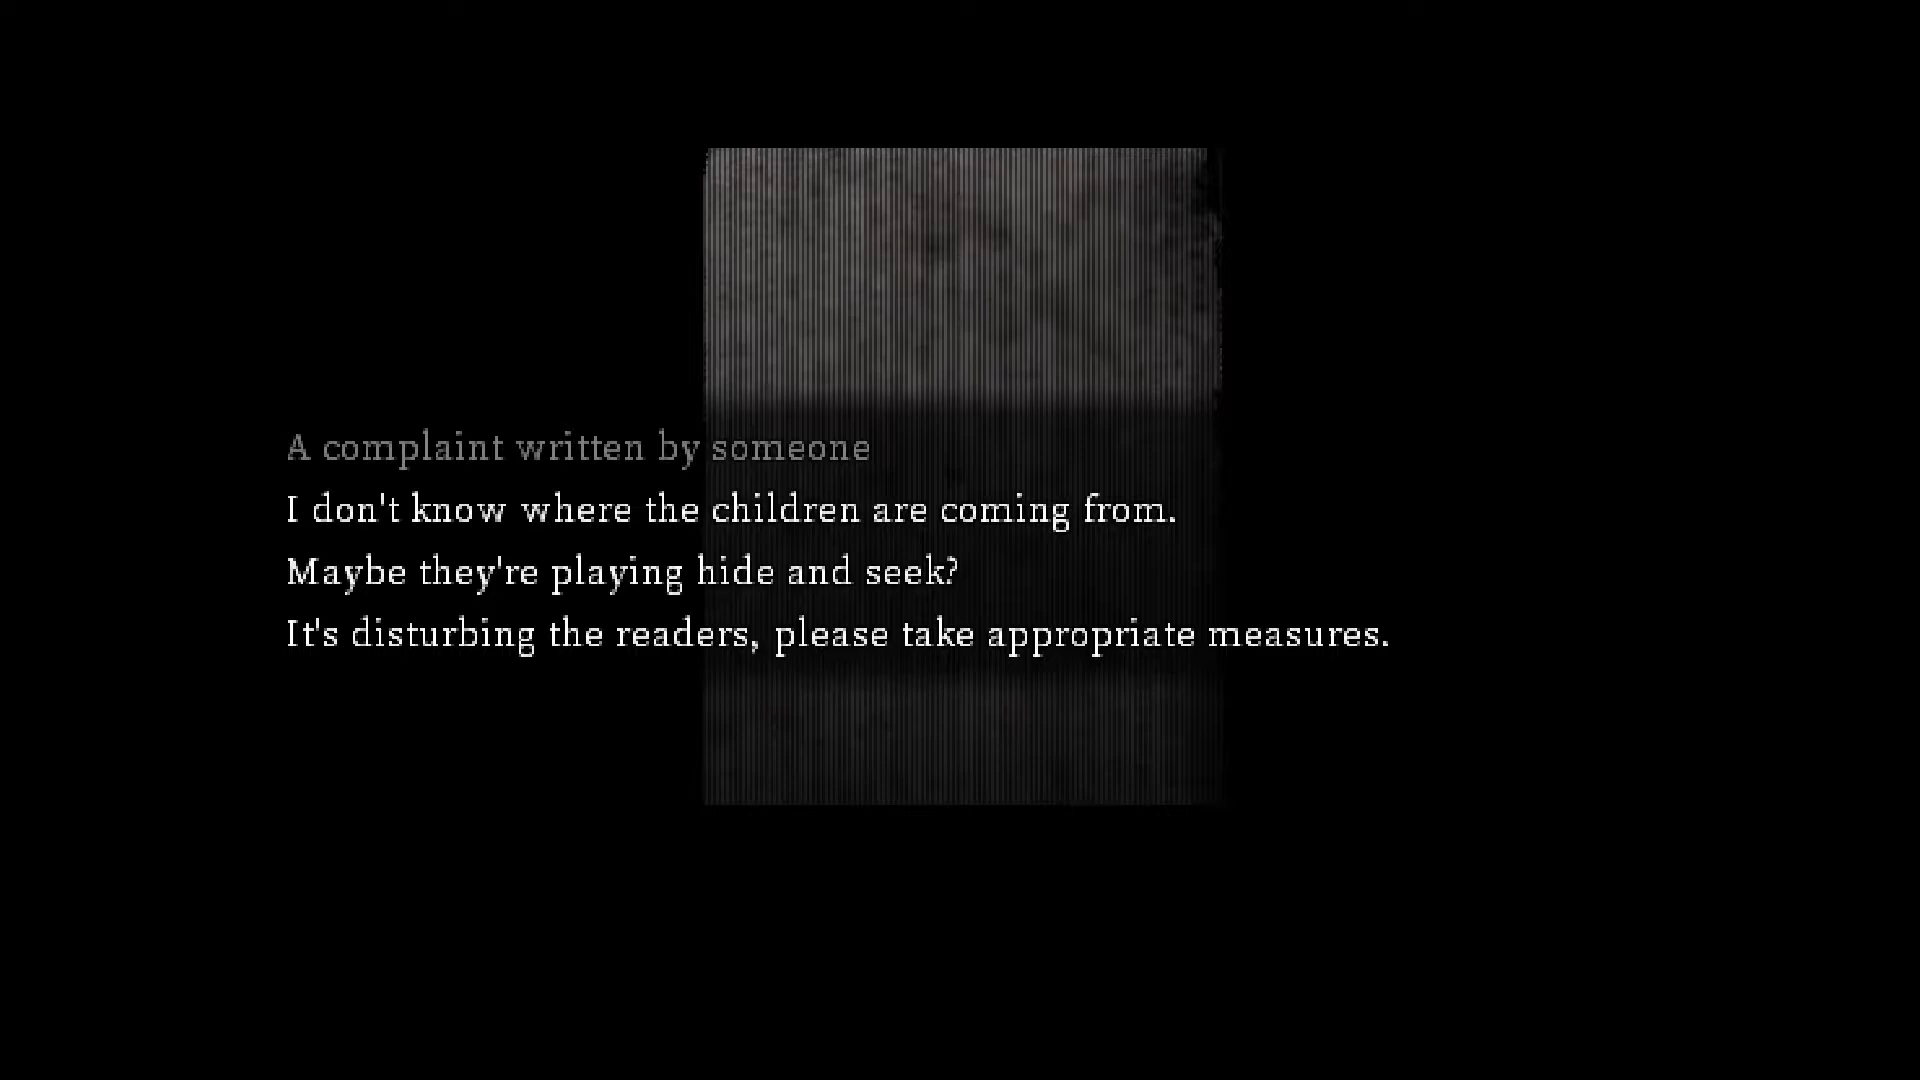 A complaint written by someone
I don't know where the children are coming from.
Maybe they're playing hide and seek?
It's disturbing the readers, please take appropriate measures.